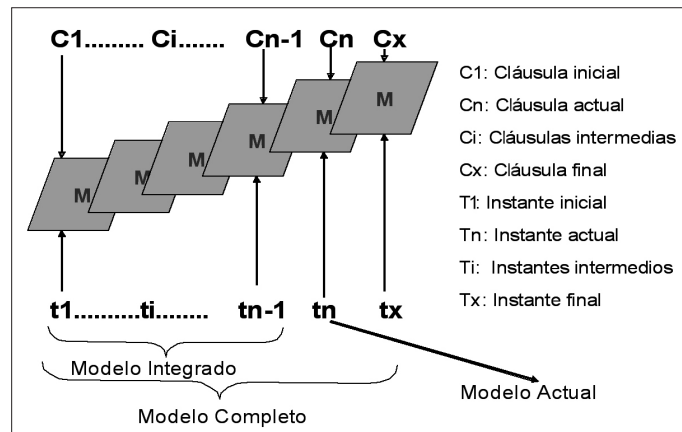 C1......... Ci....... Cn-1 Cn Cx
M
M
M
M
M
M
t1..........ti........ tn-1 tn tx
Modelo Integrado
Modelo Completo
Modelo Actual
C1: Cláusula inicial
Cn: Cláusula actual
Ci: Cláusulas intermedias
Cx: Cláusula final
T1: Instante inicial
Tn: Instante actual
Ti: Instantes intermedios
Tx: Instante final